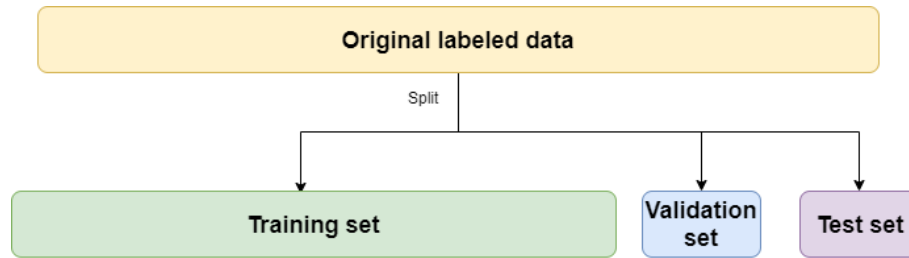 Original labeled data
Split
Training set
Validation
set
Test set